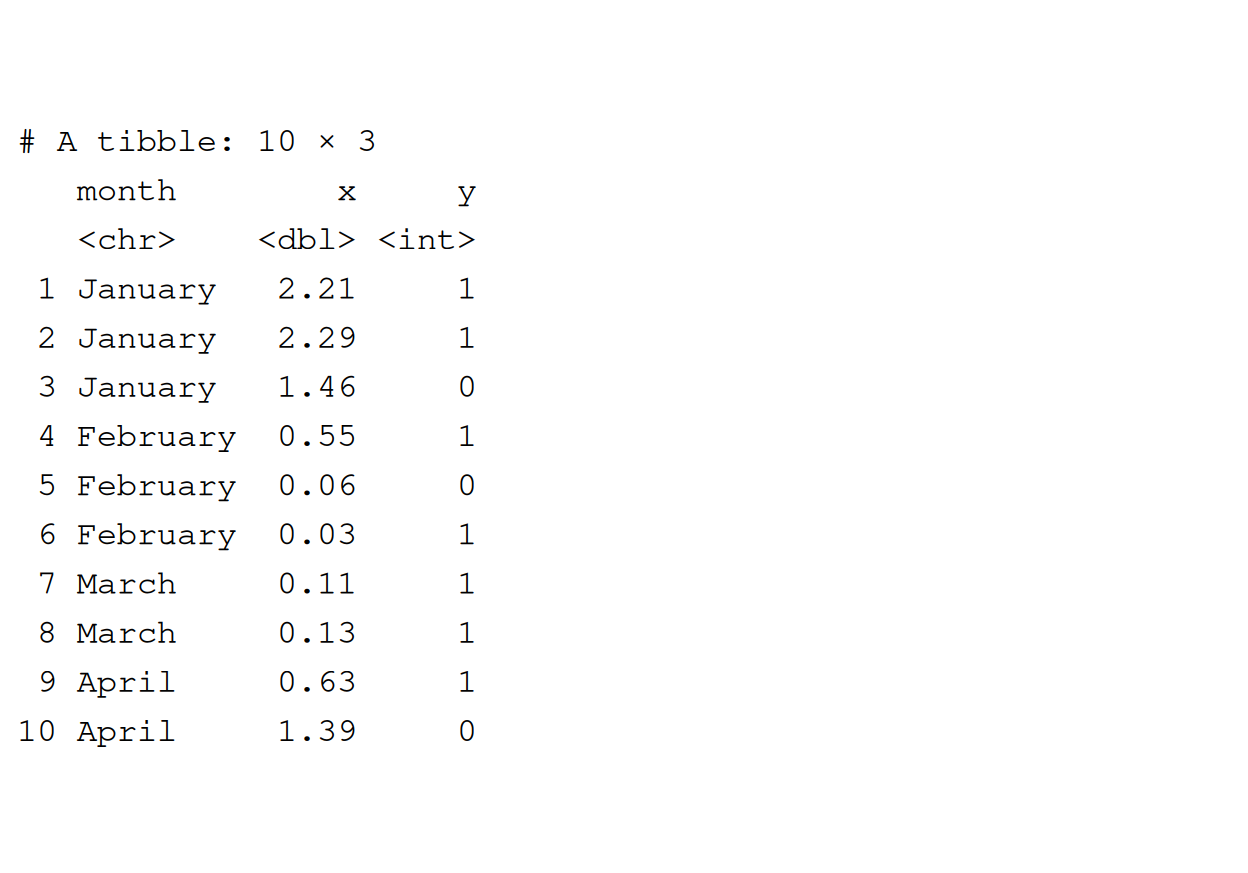 # A tibble: 10 × 3
month x y
<chr> <dbl> <int>
1 January 2.21 1
2 January 2.29 1
3 January 1.46 0
4 February 0.55 1
5 February 0.06 0
6 February 0.03 1
7 March 0.11 1
8 March 0.13 1
9 April 0.63 1
10 April 1.39 0